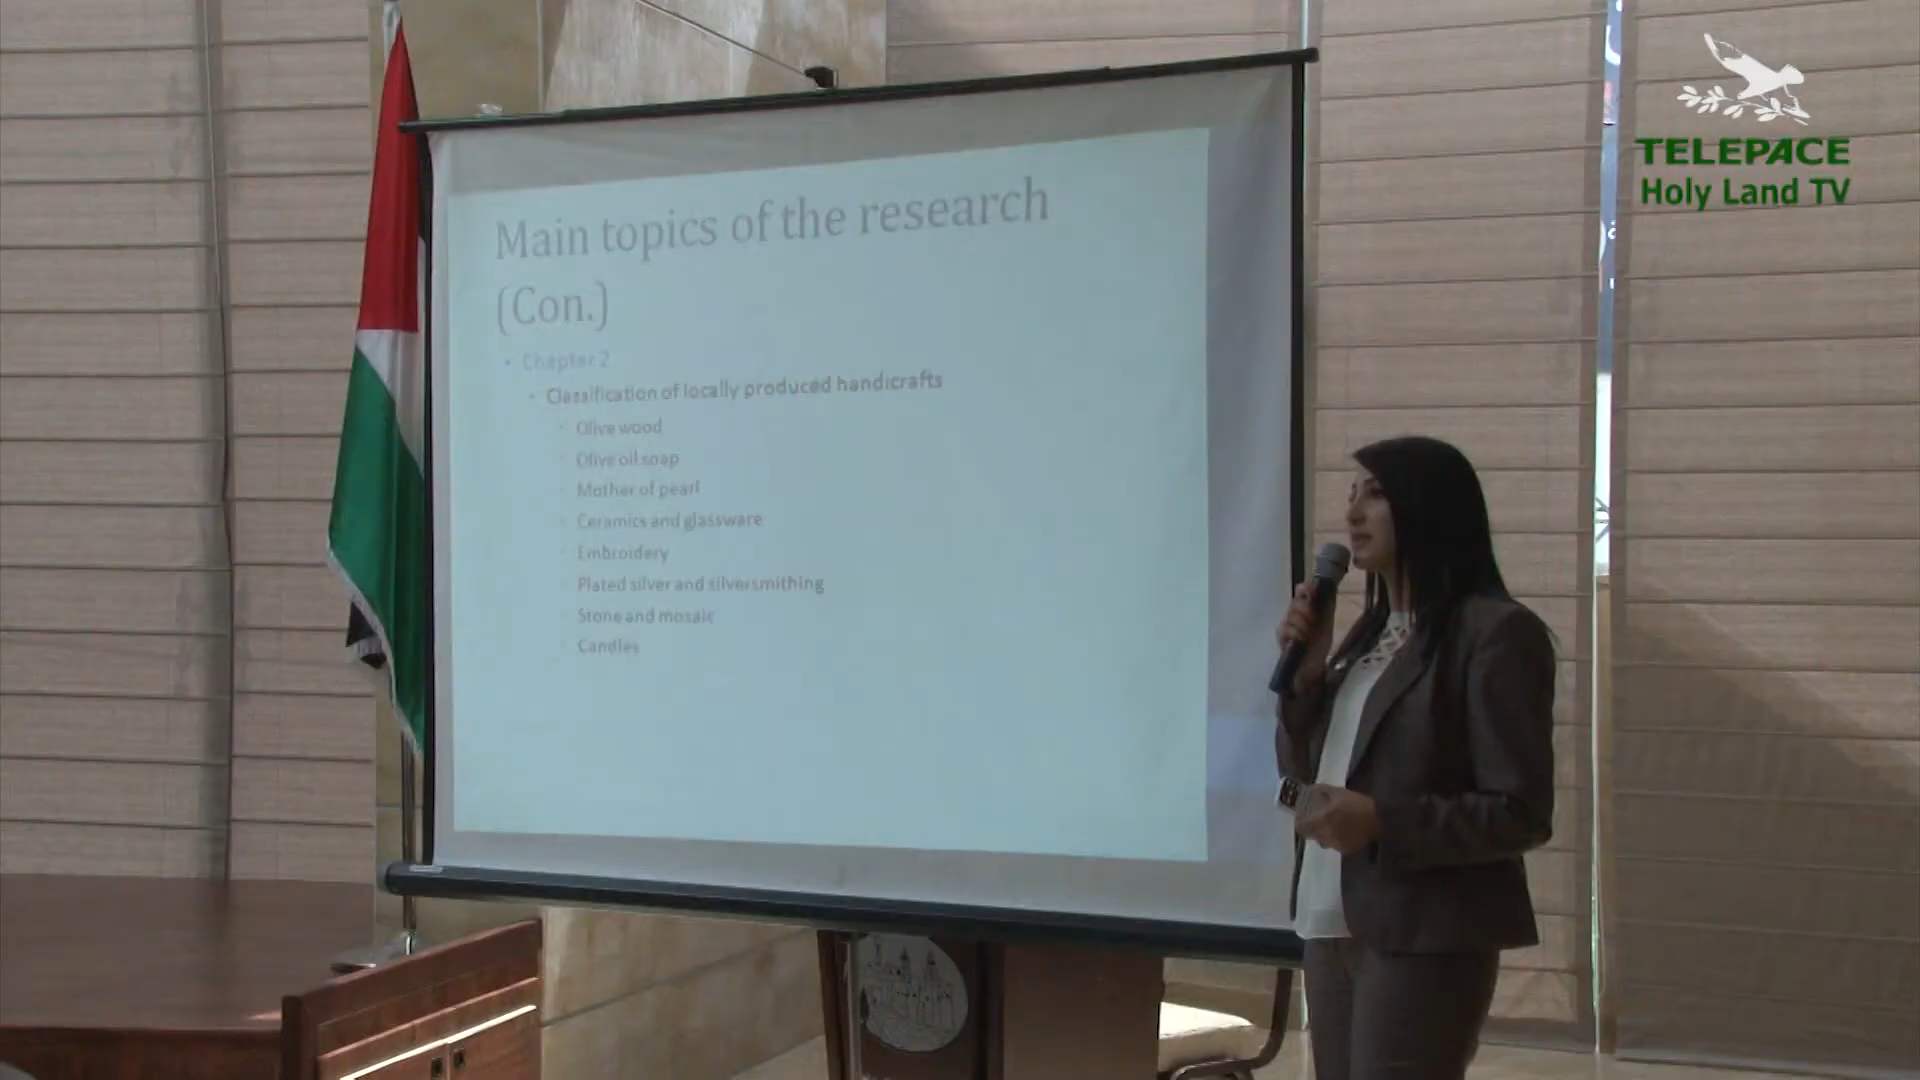 TELEPACE
Holy Land TV
Main topics of the research
(Con.)
• Chapter 2
• Classification of locally produced handicrafts
Olive wood
Olive oil soap
Mother of pearl
Ceramics and glassware
Embroidery
Plated silver and silversmithing
Stone and mosaic
Candles